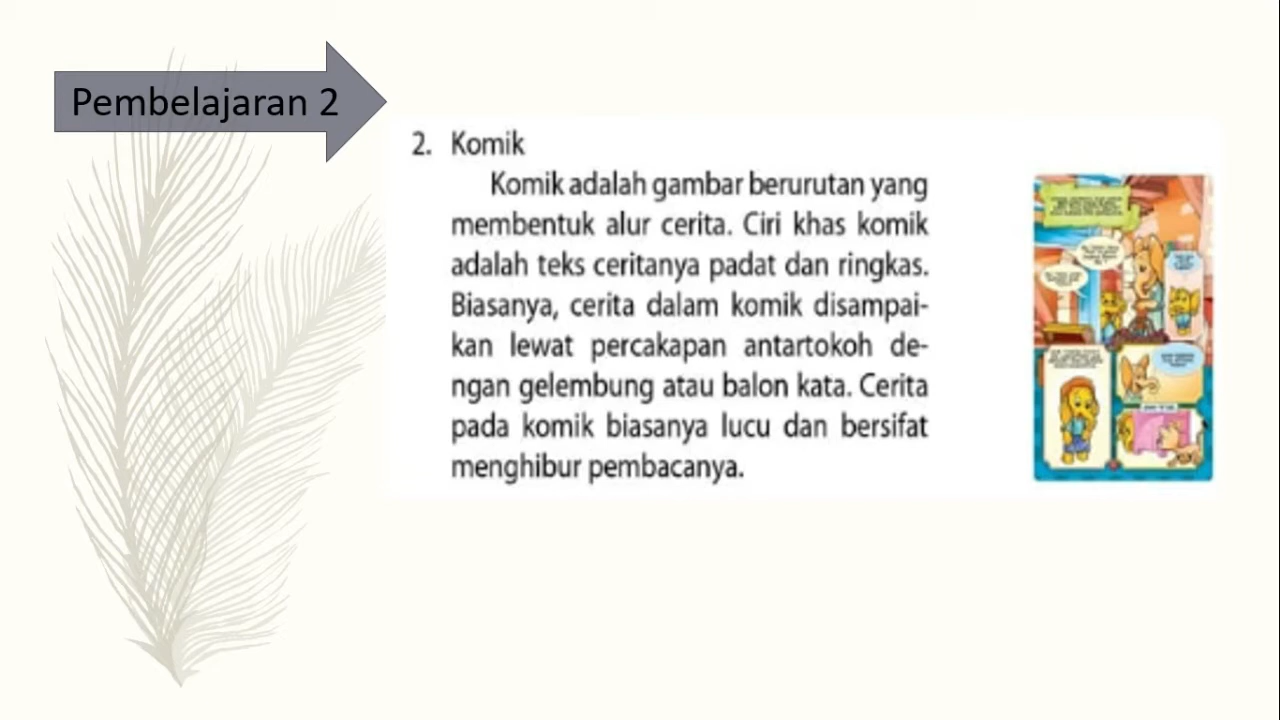 Pembelajaran 2
2. Komik
Komik adalah gambar berurutan yang
membentuk alur cerita. Ciri khas komik
adalah teks ceritanya padat dan ringkas.
Biasanya, cerita dalam komik disampai-
kan lewat percakapan antartokoh de-
ngan gelembung atau balon kata. Cerita
pada komik biasanya lucu dan bersifat
menghibur pembacanya.